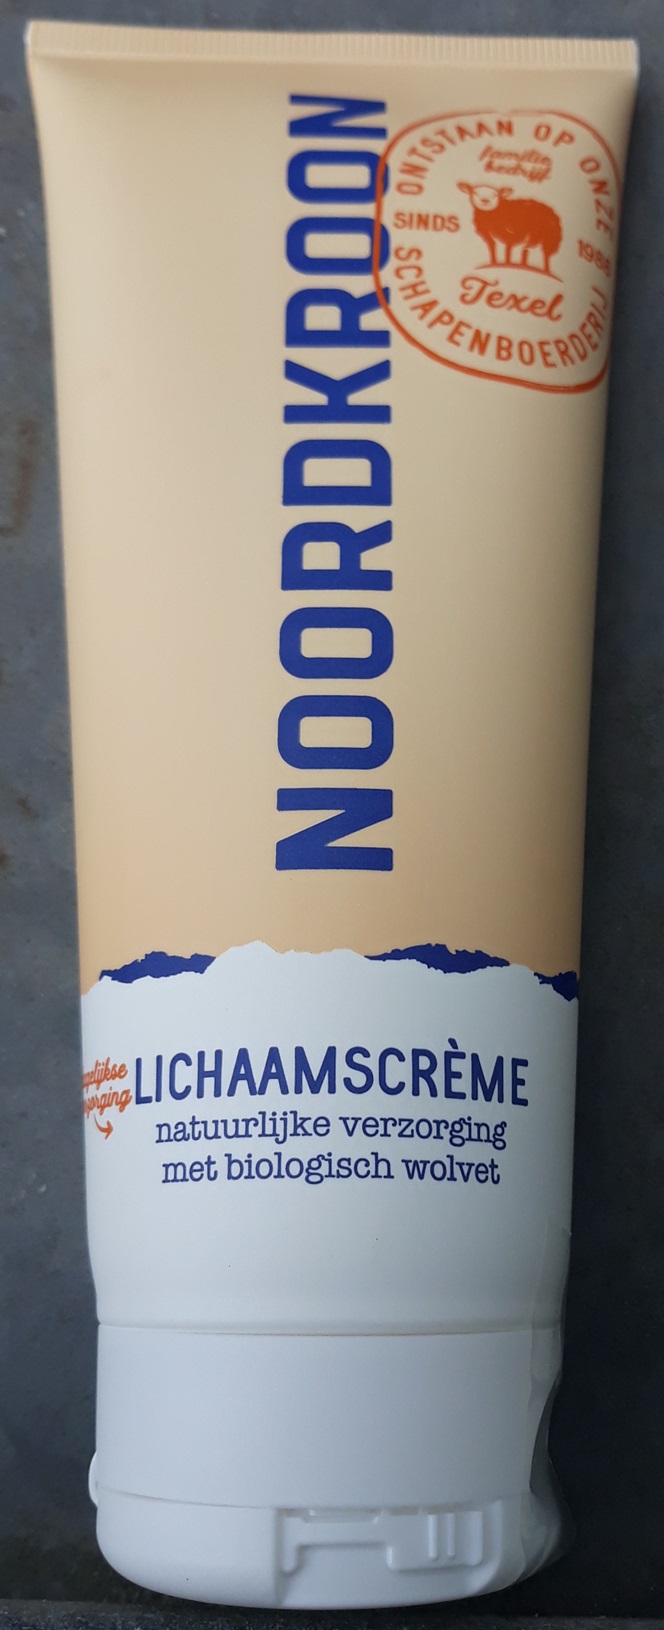 NOORDKROON
ONTSTAAN OP ONZE
familie
bedrijf
SINDS 1988
Texel
SCHAPENBOERDERIJ
LICHAAMSCRÈME
natuurlijke verzorging
met biologisch wolvet